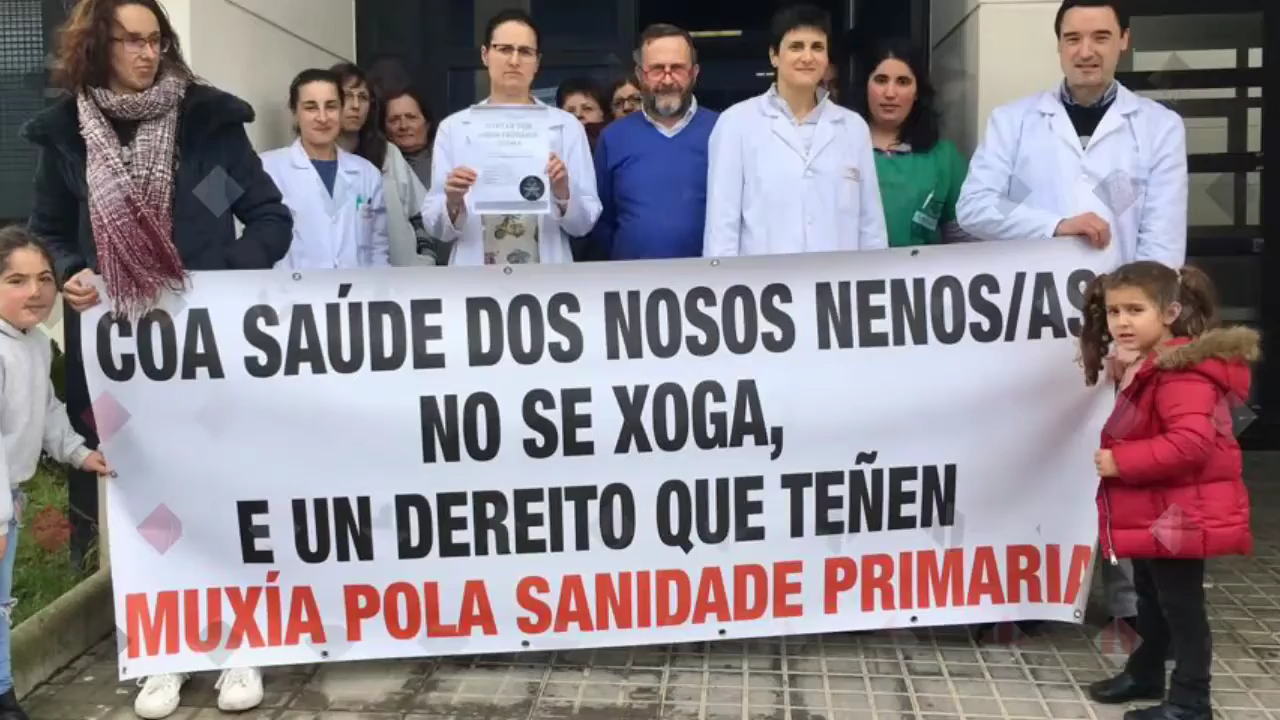 COA SAÚDE DOS NOSOS NENOS/AS
NO SE XOGA,
E UN DEREITO QUE TEÑEN
MUXÍA POLA SANIDADE PRIMARIA